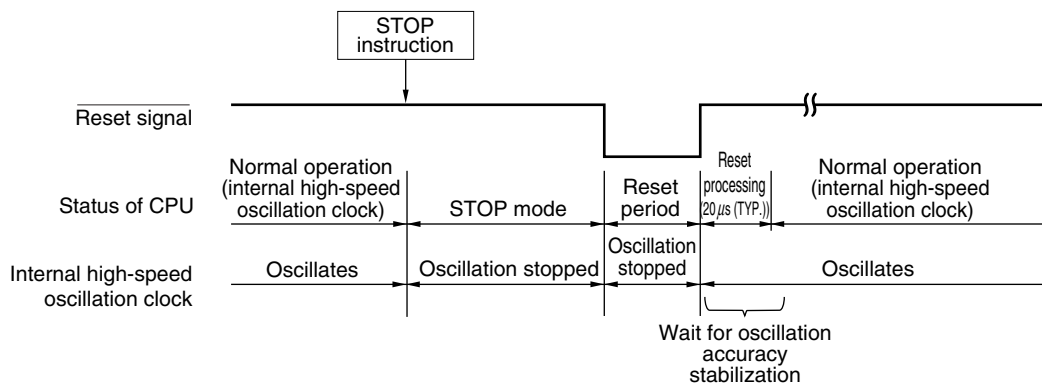 STOP
instruction
Reset signal
Status of CPU
Normal operation
(internal high-speed
oscillation clock)
STOP mode
Reset
period
Reset
processing
(20 μs (TYP.))
Normal operation
(internal high-speed
oscillation clock)
Internal high-speed
oscillation clock
Oscillates
Oscillation stopped
Oscillation
stopped
Oscillates
Wait for oscillation
accuracy
stabilization